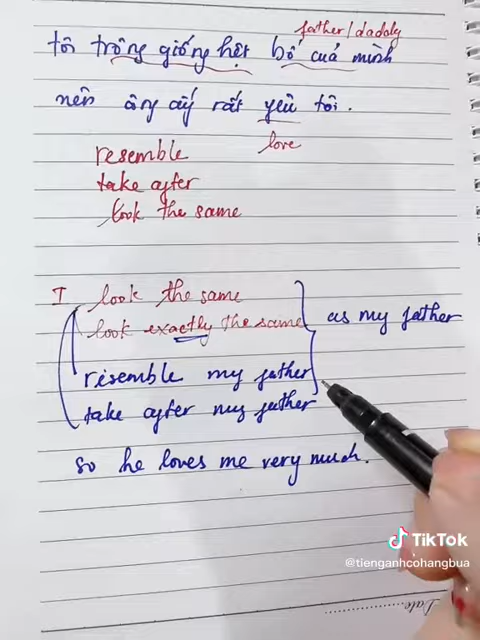 father/daddy
tôi trông giống hệt bố của mình
nên ông ấy rất yêu tôi.
love
resemble
take after
look the same
I look the same
look exactly the same
as my father
resemble my father
take after my father
so he loves me very much.
TikTok
@tienganhcohangbua
Date